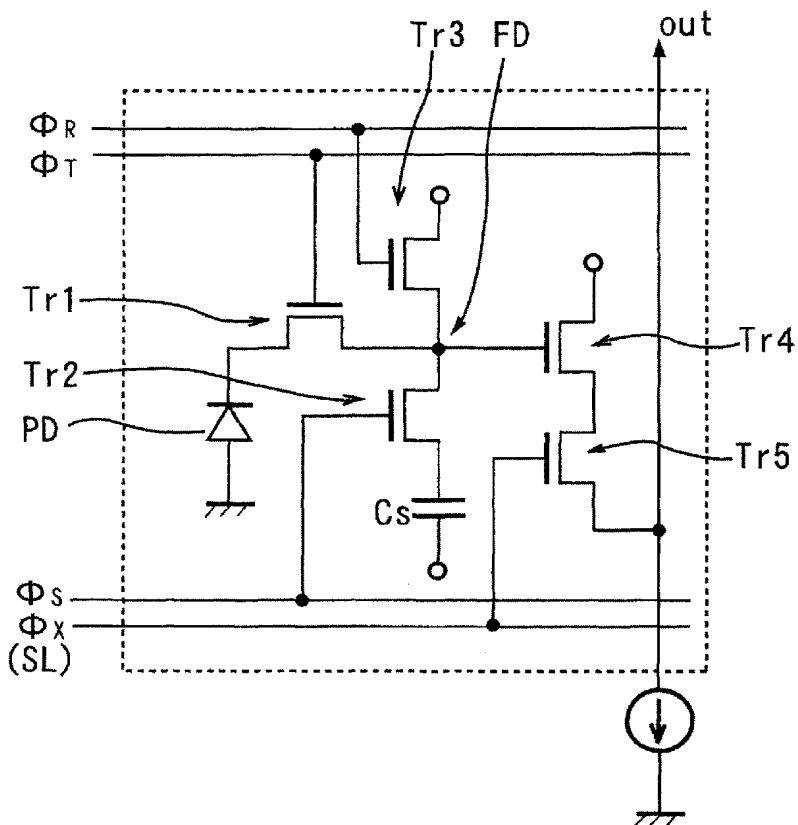 Tr3 FD out
ΦR
ΦT
Tr1
Tr2
PD
Tr4
Tr5
Cs
ΦS
ΦX
(SL)